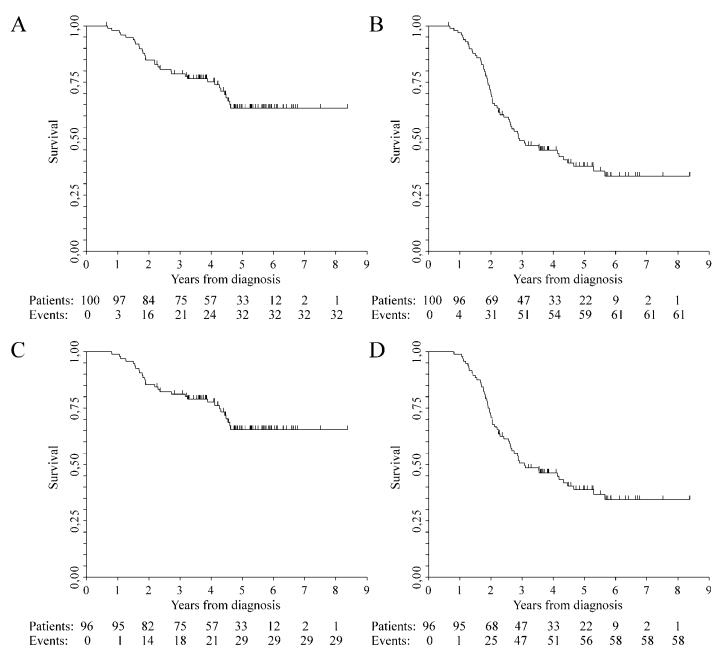 A
1,00
0,75
0,50
0,25
0,00
Survival
0 1 2 3 4 5 6 7 8 9
Years from diagnosis
Patients: 100 97 84 75 57 33 12 2 1
Events: 0 3 16 21 24 32 32 32 32
B
1,00
0,75
0,50
0,25
0,00
Survival
0 1 2 3 4 5 6 7 8 9
Years from diagnosis
Patients: 100 96 69 47 33 22 9 2 1
Events: 0 4 31 51 54 59 61 61 61
C
1,00
0,75
0,50
0,25
0,00
Survival
0 1 2 3 4 5 6 7 8 9
Years from diagnosis
Patients: 96 95 82 75 57 33 12 2 1
Events: 0 1 14 18 21 29 29 29 29
D
1,00
0,75
0,50
0,25
0,00
Survival
0 1 2 3 4 5 6 7 8 9
Years from diagnosis
Patients: 96 95 68 47 33 22 9 2 1
Events: 0 1 25 47 51 56 58 58 58